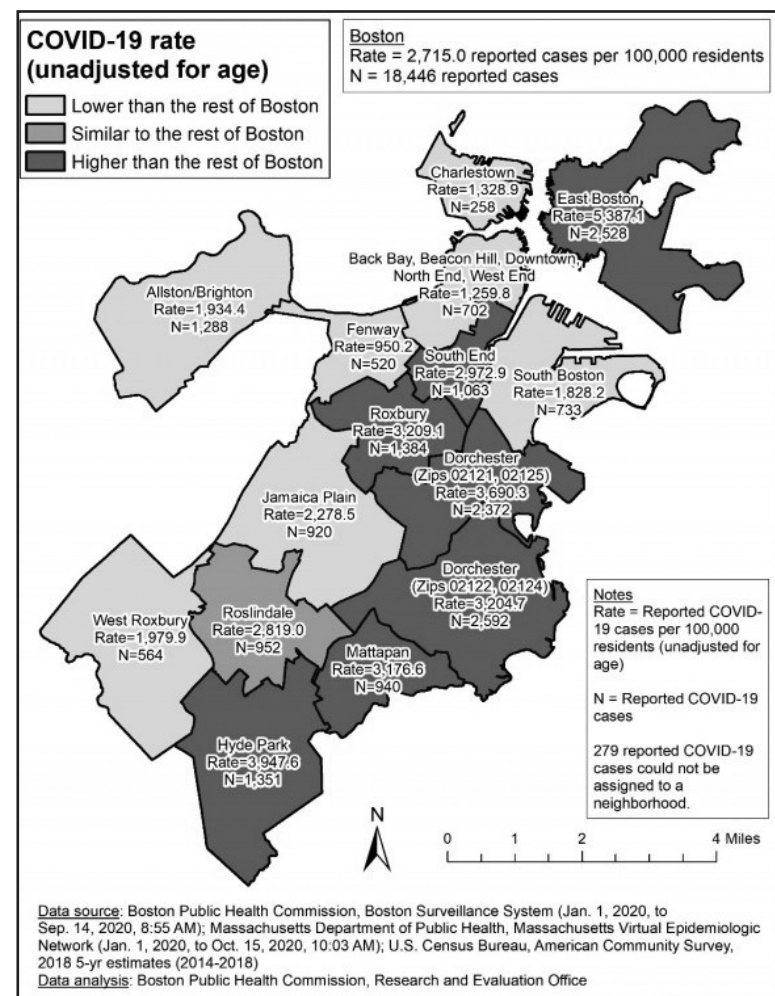 COVID-19 rate
(unadjusted for age)
Lower than the rest of Boston
Similar to the rest of Boston
Higher than the rest of Boston
Boston
Rate = 2,715.0 reported cases per 100,000 residents
N = 18,446 reported cases
Charlestown
Rate=1,328.9
N=258
East Boston
Rate=5,387.1
N=2,528
Back Bay, Beacon Hill, Downtown,
North End, West End
Rate=1,259.8
N=702
Allston/Brighton
Rate=1,934.4
N=1,288
Fenway
Rate=950.2
N=520
South End
Rate=2,972.9
N=1,063
South Boston
Rate=1,828.2
N=733
Roxbury
Rate=3,209.1
N=1,384
Dorchester
(Zips 02121, 02125)
Rate=3,690.3
N=2,372
Jamaica Plain
Rate=2,278.5
N=920
Dorchester
(Zips 02122, 02124)
Rate=3,204.7
N=2,592
West Roxbury
Rate=1,979.9
N=564
Roslindale
Rate=2,819.0
N=952
Mattapan
Rate=3,176.6
N=940
Hyde Park
Rate=3,947.6
N=1,351
Notes
Rate = Reported COVID-
19 cases per 100,000
residents (unadjusted for
age)
N = Reported COVID-19
cases
279 reported COVID-19
cases could not be
assigned to a
neighborhood.
N
0 1 2 4 Miles
Data source: Boston Public Health Commission, Boston Surveillance System (Jan. 1, 2020, to
Sep. 14, 2020, 8:55 AM); Massachusetts Department of Public Health, Massachusetts Virtual Epidemiologic
Network (Jan. 1, 2020, to Oct. 15, 2020, 10:03 AM); U.S. Census Bureau, American Community Survey,
2018 5-yr estimates (2014-2018)
Data analysis: Boston Public Health Commission, Research and Evaluation Office